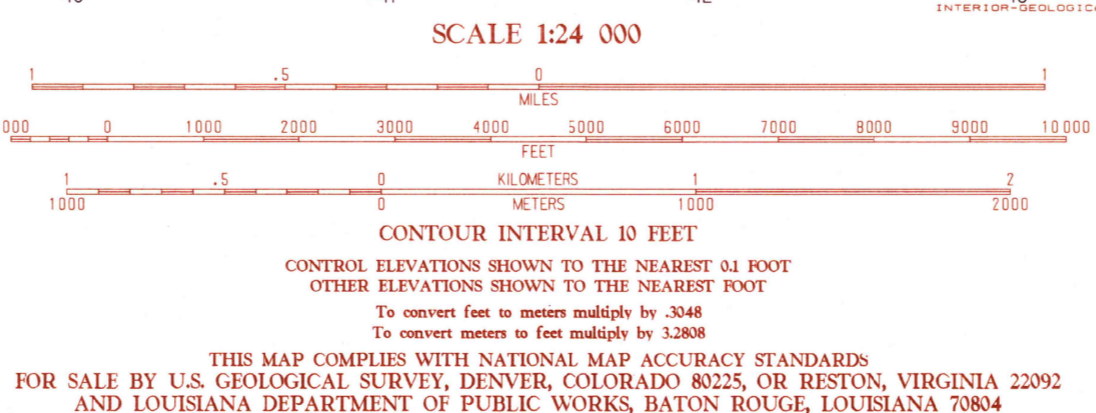 INTERIOR-GEOLOGICA
SCALE 1:24 000
1 .5 0 1
MILES
000 0 1000 2000 3000 4000 5000 6000 7000 8000 9000 10 000
FEET
1 .5 0 KILOMETERS 1 2
1000 0 METERS 1000 2000
CONTOUR INTERVAL 10 FEET
CONTROL ELEVATIONS SHOWN TO THE NEAREST 0.1 FOOT
OTHER ELEVATIONS SHOWN TO THE NEAREST FOOT
To convert feet to meters multiply by .3048
To convert meters to feet multiply by 3.2808
THIS MAP COMPLIES WITH NATIONAL MAP ACCURACY STANDARDS
FOR SALE BY U.S. GEOLOGICAL SURVEY, DENVER, COLORADO 80225, OR RESTON, VIRGINIA 22092
AND LOUISIANA DEPARTMENT OF PUBLIC WORKS, BATON ROUGE, LOUISIANA 70804